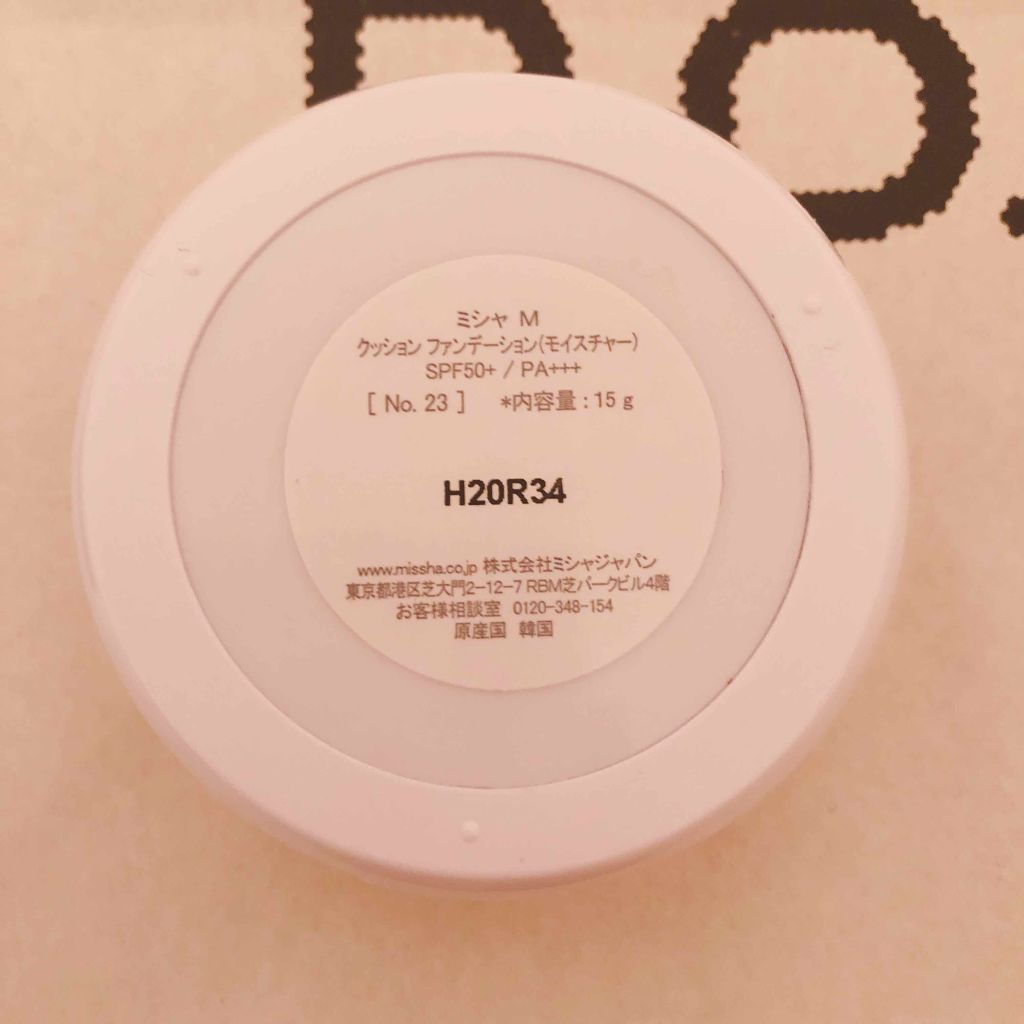 ミシャ M
クッション ファンデーション(モイスチャー)
SPF50+ / PA+++
[ No. 23 ] *内容量 : 15 g
H20R34
www.missha.co.jp 株式会社ミシャジャパン
東京都港区芝大門2-12-7 RBM芝パークビル4階
お客様相談室 0120-348-154
原産国 韓国